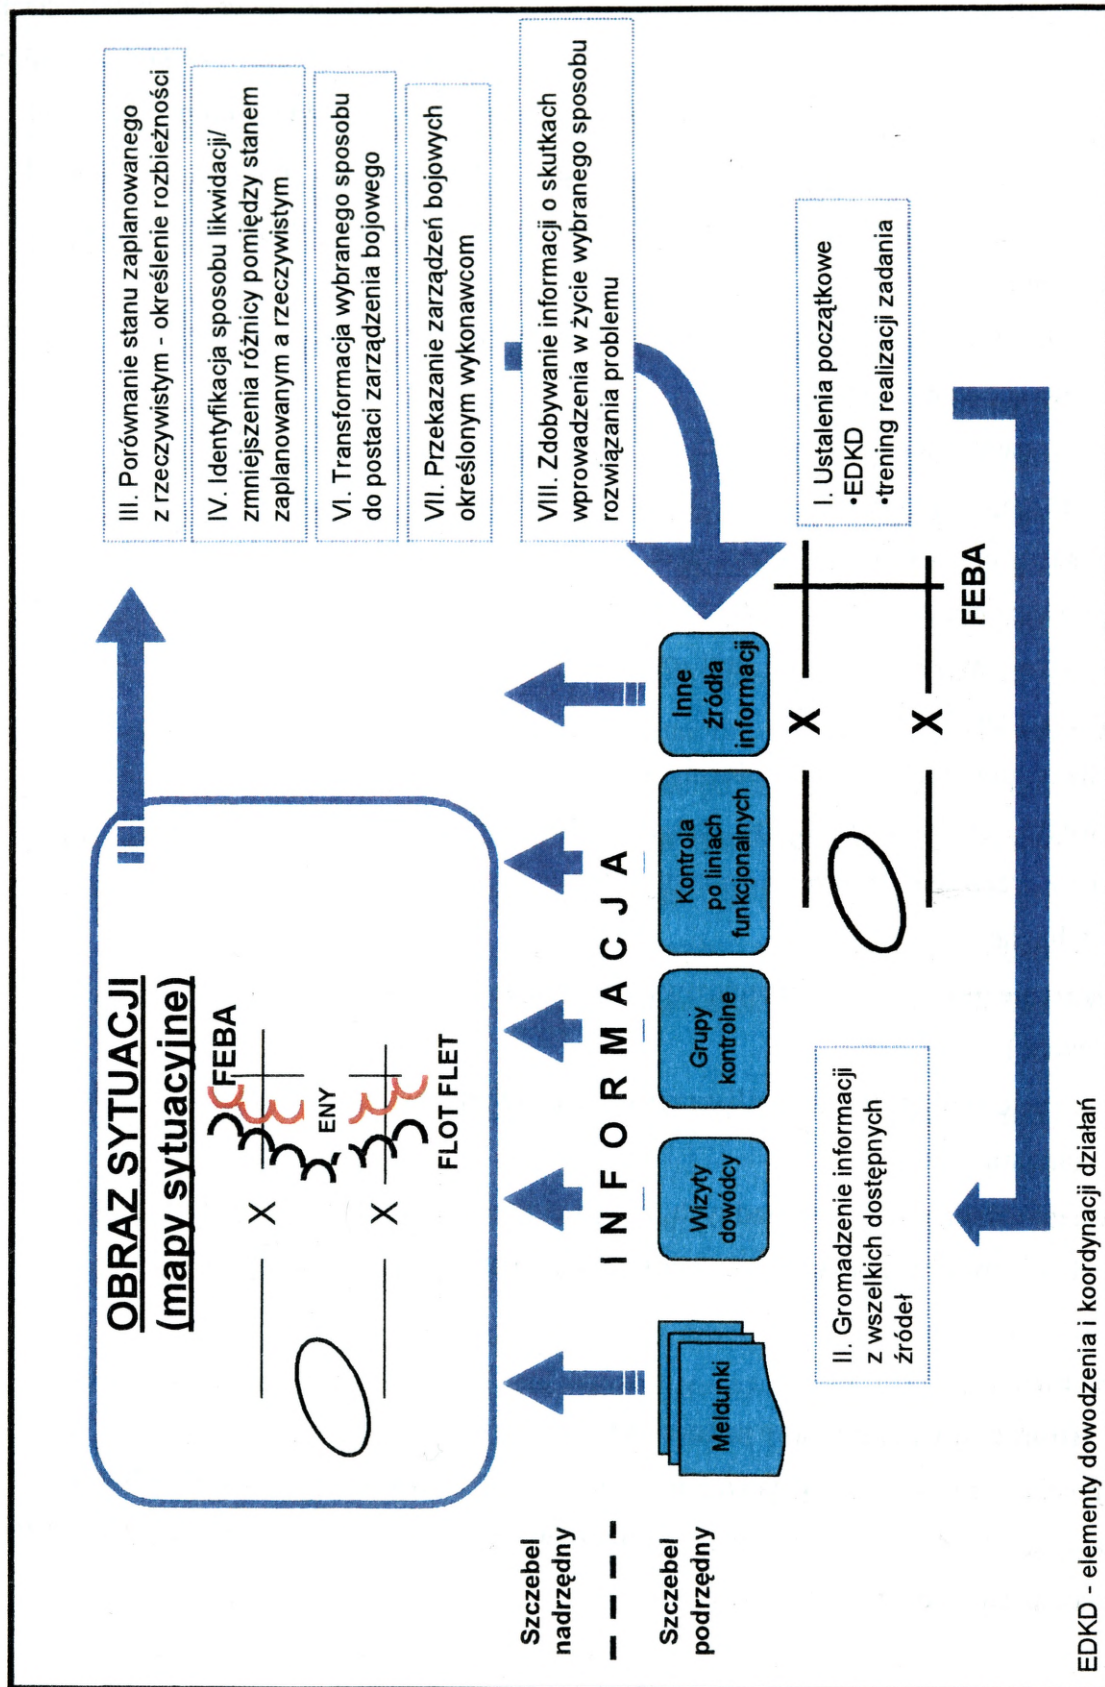 OBRAZ SYTUACJI
(mapy sytuacyjne)
X
X
FEBA
ENY
FLOT FLET
III. Porównanie stanu zaplanowanego
z rzeczywistym - określenie rozbieżności
IV. Identyfikacja sposobu likwidacji/
zmniejszenia różnicy pomiędzy stanem
zaplanowanym a rzeczywistym
VI. Transformacja wybranego sposobu
do postaci zarządzenia bojowego
VII. Przekazanie zarządzeń bojowych
określonym wykonawcom
VIII. Zdobywanie informacji o skutkach
wprowadzenia w życie wybranego sposobu
rozwiązania problemu
Szczebel
nadrzędny
I N F O R M A C J A
Szczebel
podrzędny
Meldunki
Wizyty
dowódcy
Grupy
kontrolne
Kontrola
po liniach
funkcjonalnych
Inne
źródła
informacji
II. Gromadzenie informacji
z wszelkich dostępnych
źródeł
X
X
FEBA
I. Ustalenia początkowe
•EDKD
•trening realizacji zadania
EDKD - elementy dowodzenia i koordynacji działań